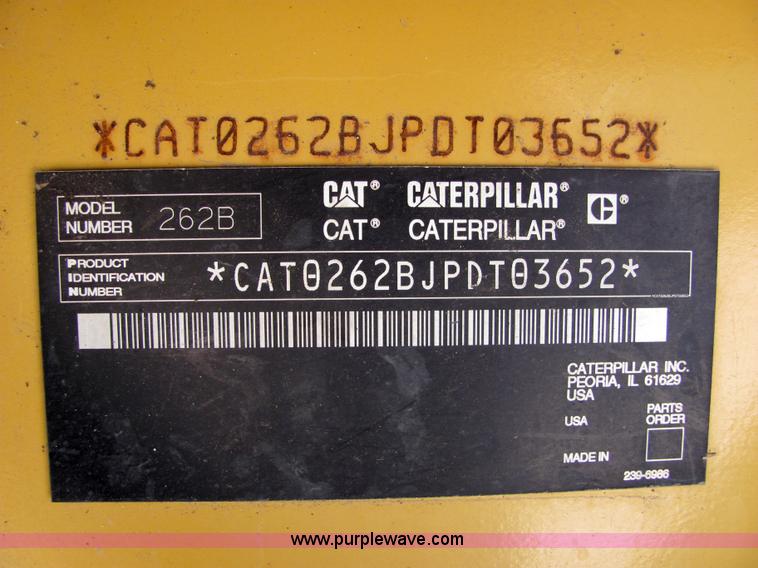 *CAT0262BJPDT03652*
MODEL NUMBER 262B
CAT® CATERPILLAR®
CAT® CATERPILLAR® ®
PRODUCT IDENTIFICATION NUMBER *CAT0262BJPDT03652*
*CAT0262BJPDT03652*
CATERPILLAR INC.
PEORIA, IL 61629
USA
USA PARTS ORDER
MADE IN
239-6986
www.purplewave.com